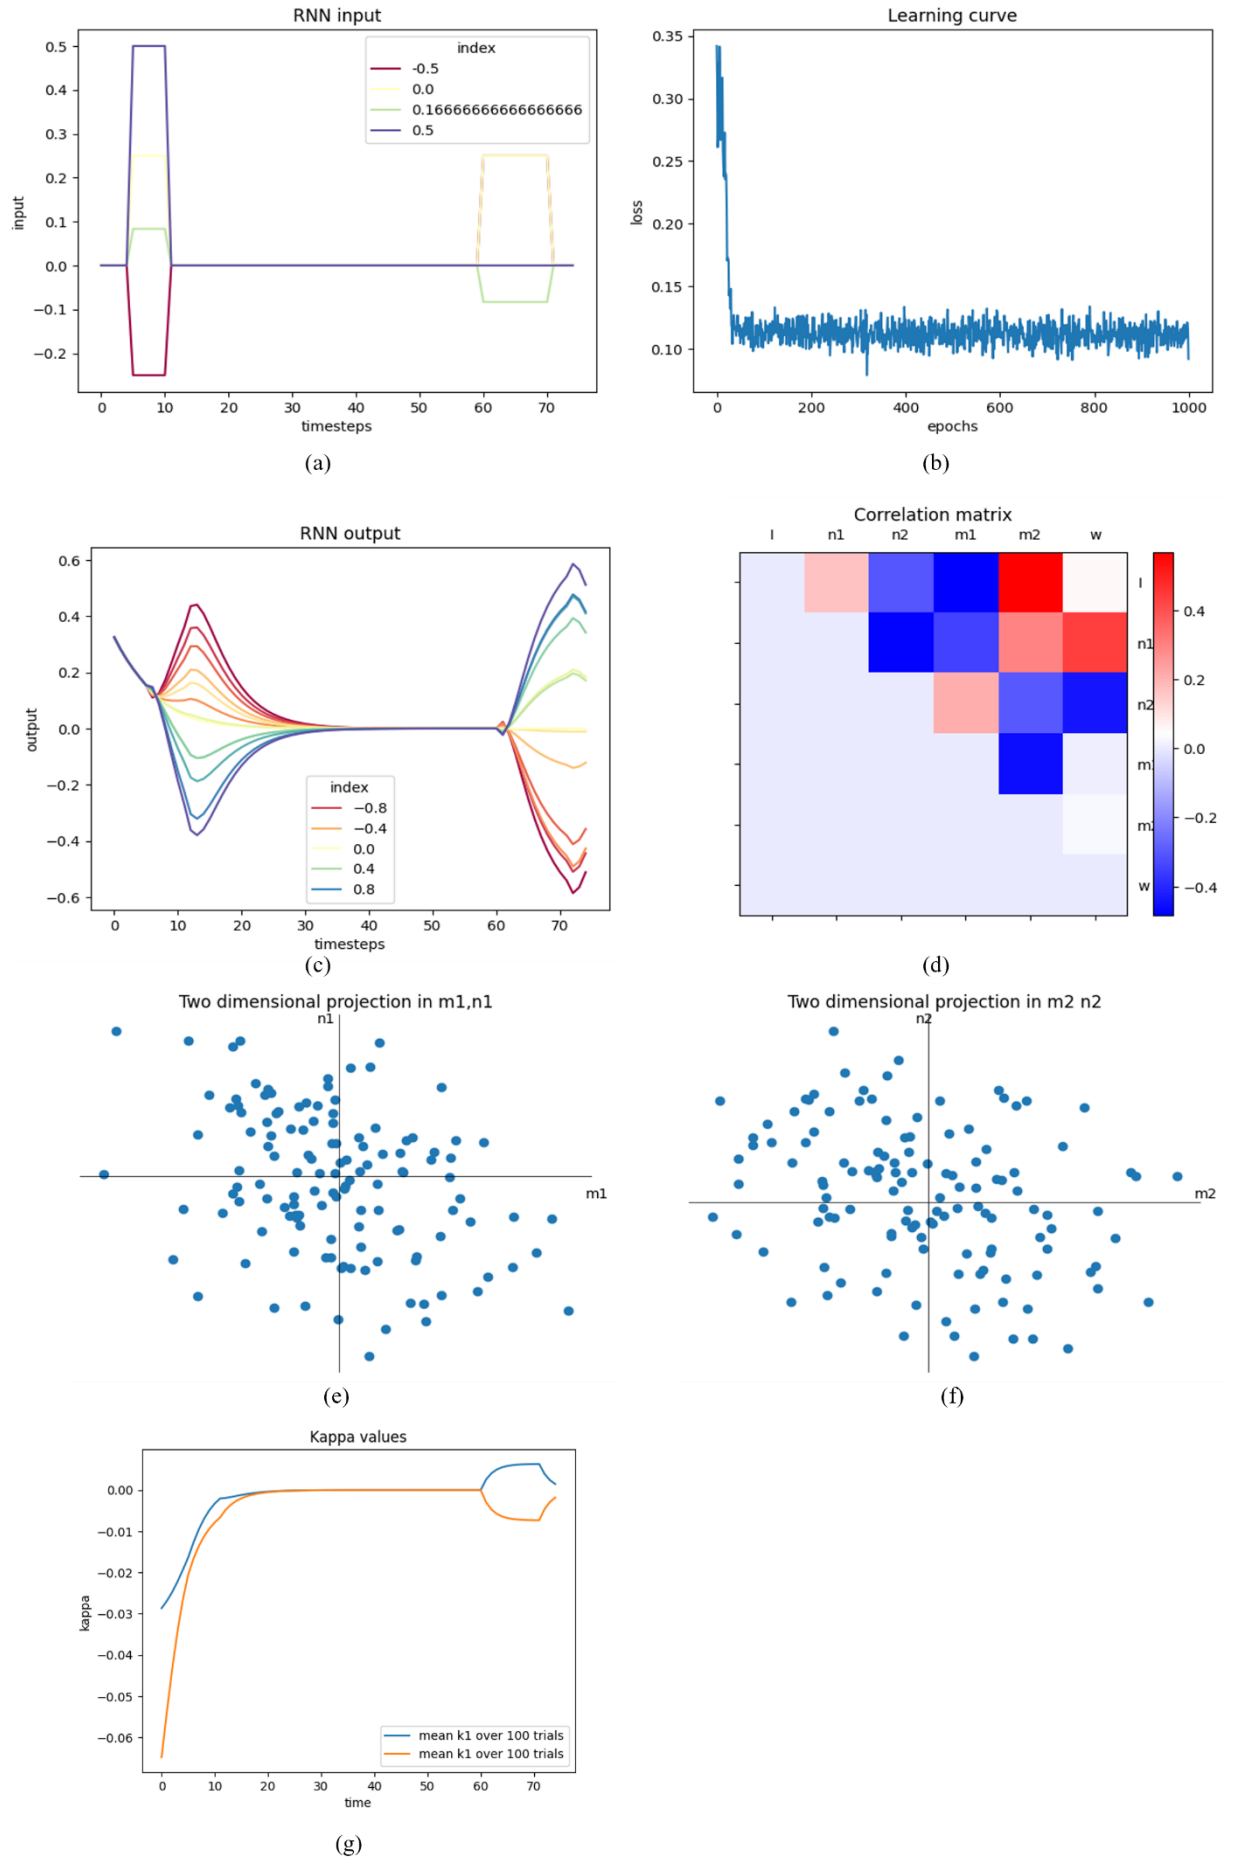 RNN input
index
-0.5
0.0
0.16666666666666666
0.5
0.5
0.4
0.3
0.2
0.1
0.0
−0.1
−0.2
input
0 10 20 30 40 50 60 70
timesteps
(a)
Learning curve
0.35
0.30
0.25
0.20
0.15
0.10
loss
0 200 400 600 800 1000
epochs
(b)
RNN output
0.6
0.4
0.2
0.0
−0.2
−0.4
−0.6
output
index
−0.8
−0.4
0.0
0.4
0.8
0 10 20 30 40 50 60 70
timesteps
(c)
Correlation matrix
I n1 n2 m1 m2 w
I
n1
n2
m
m
w
0.4
0.2
0.0
−0.2
−0.4
(d)
Two dimensional projection in m1,n1
n1
m1
(e)
Two dimensional projection in m2 n2
n2
m2
(f)
Kappa values
0.00
−0.01
−0.02
−0.03
−0.04
−0.05
−0.06
kappa
mean k1 over 100 trials
mean k1 over 100 trials
0 10 20 30 40 50 60 70
time
(g)